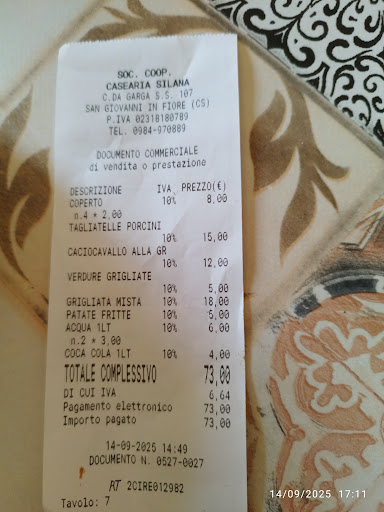 SOC. COOP.
CASEARIA SILANA
C.DA GARGA S.S. 107
SAN GIOVANNI IN FIORE (CS)
P.IVA 02318180789
TEL. 0984-970889
DOCUMENTO COMMERCIALE
di vendita o prestazione
DESCRIZIONE IVA PREZZO(€)
COPERTO 10% 8,00
n.4 * 2,00
TAGLIATELLE PORCINI
10% 15,00
CACIOCAVALLO ALLA GR
10% 12,00
VERDURE GRIGLIATE
10% 5,00
GRIGLIATA MISTA 10% 18,00
PATATE FRITTE 10% 5,00
ACQUA 1LT 10% 6,00
n.2 * 3,00
COCA COLA 1LT 10% 4,00
TOTALE COMPLESSIVO 73,00
DI CUI IVA 6,64
Pagamento elettronico 73,00
Importo pagato 73,00
14-09-2025 14:49
DOCUMENTO N. 0527-0027
RT 2CIRE012982
Tavolo: 7
14/09/2025 17:11